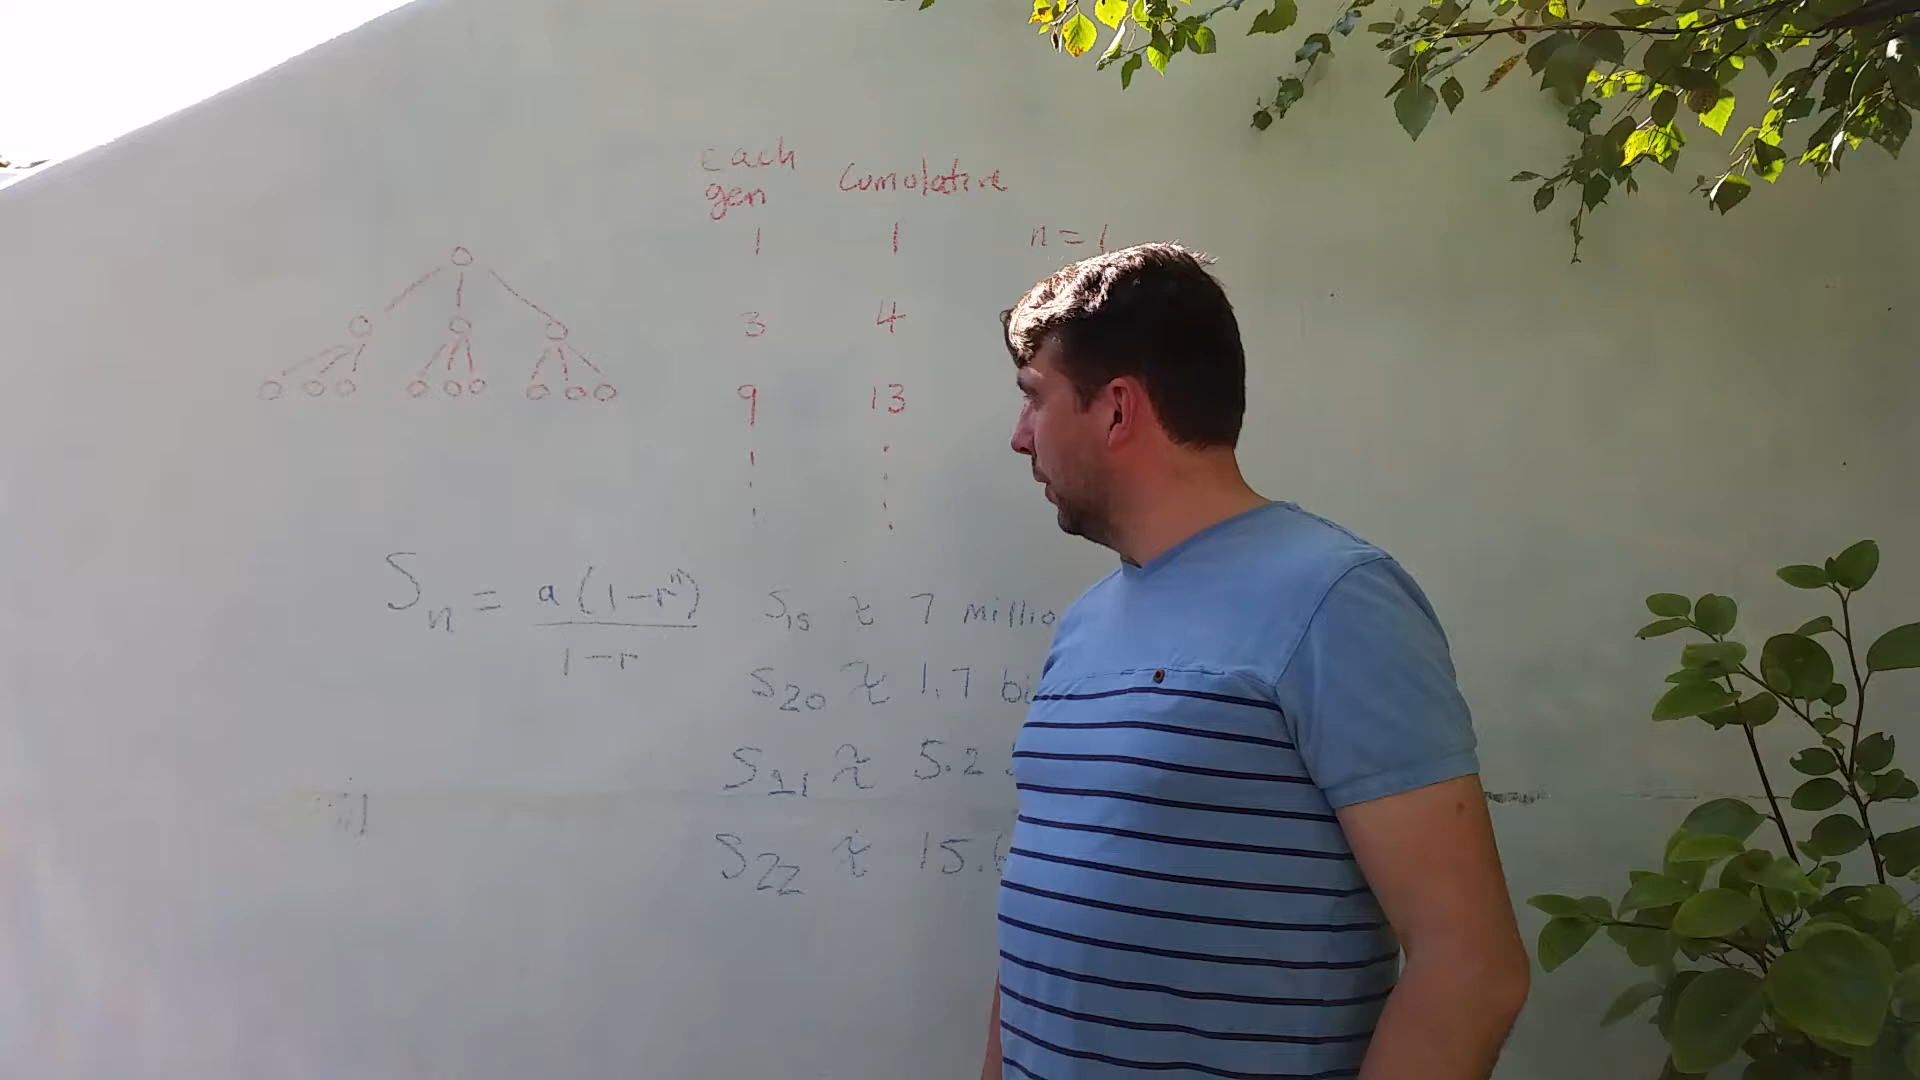 each
gen
cumulative
1 1 n = 1
3 4
9 13
Sn = a(1-rⁿ)
1-r
S15 ≈ 7 millio
S20 ≈ 1.7 bi
S21 ≈ 5.2
S22 ≈ 15.6